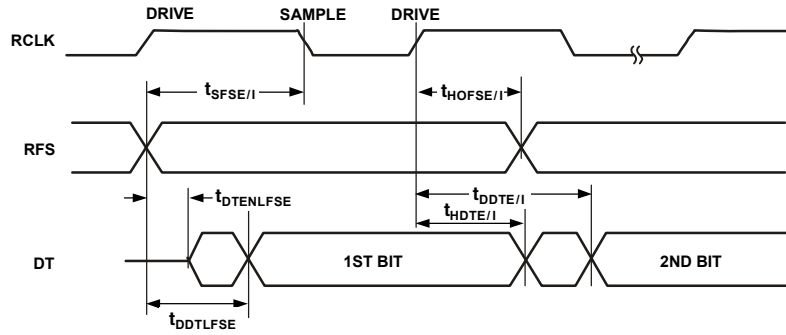 DRIVE SAMPLE DRIVE
RCLK
tSFSE/I tHOFSE/I
RFS
tDDTE/I
tDTENLFSE
tHDTE/I
DT 1ST BIT 2ND BIT
tDDTLFSE